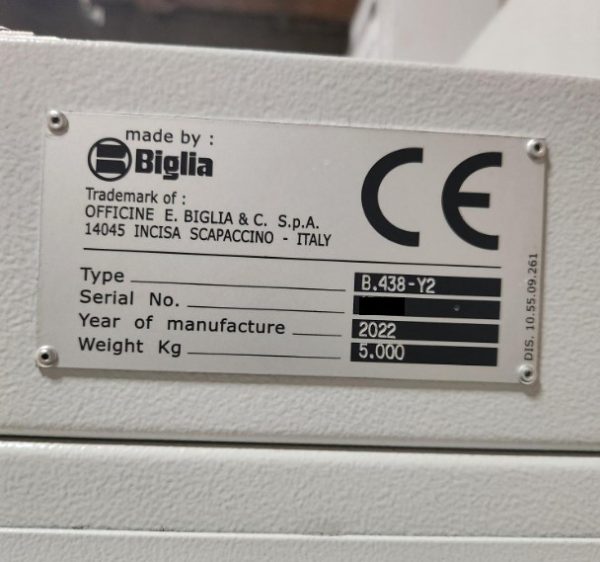 made by :
Biglia
Trademark of :
OFFICINE E. BIGLIA & C. S.p.A.
14045 INCISA SCAPACCINO - ITALY
CE
Type B.438-Y2
Serial No.
Year of manufacture 2022
Weight Kg 5.000
DIS. 10.55.09.261